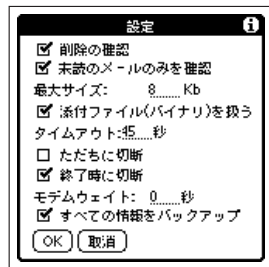 設定
削除の確認
未読のメールのみを確認
最大サイズ: 8 Kb
添付ファイル(バイナリ)を扱う
タイムアウト:45 秒
ただちに切断
終了時に切断
モデムウェイト: 0 秒
すべての情報をバックアップ
OK 取消